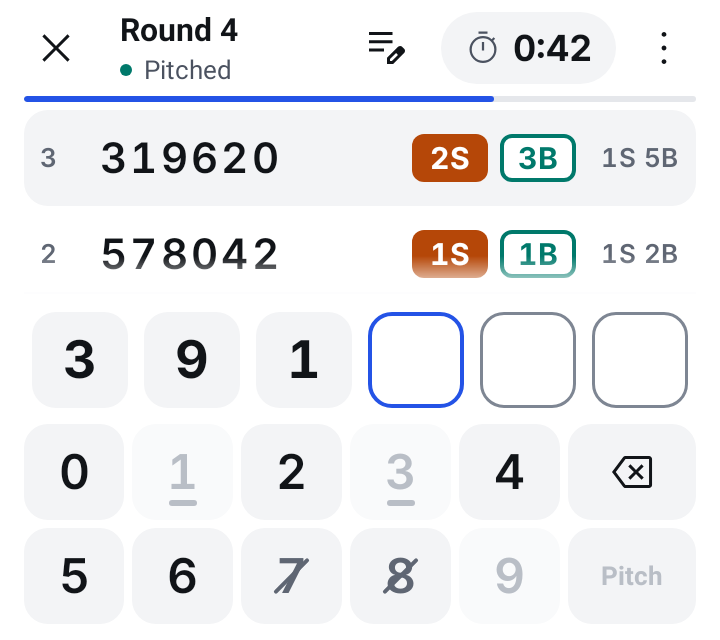 Round 4
Pitched
0:42
3 319620 2S 3B 1S 5B
2 578042 1S 1B 1S 2B
3 9 1
0 1 2 3 4
5 6 7 8 9 Pitch